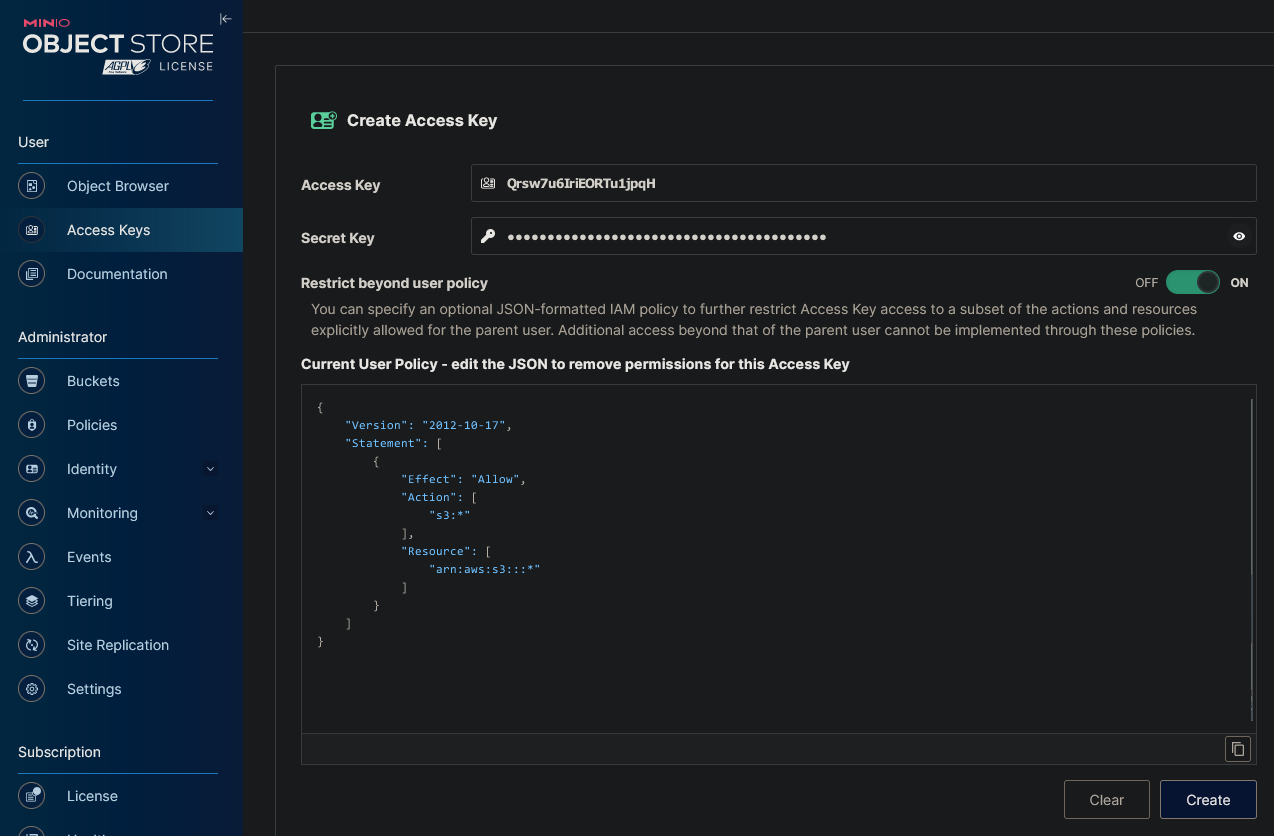 MINIO
OBJECT STORE
AGPL LICENSE
User
Object Browser
Access Keys
Documentation
Administrator
Buckets
Policies
Identity
Monitoring
Events
Tiering
Site Replication
Settings
Subscription
License
Create Access Key
Access Key
Qrsw7u6IriEORTu1jpqH
Secret Key
••••••••••••••••••••••••••••••••••••••••
Restrict beyond user policy
OFF ON
You can specify an optional JSON-formatted IAM policy to further restrict Access Key access to a subset of the actions and resources
explicitly allowed for the parent user. Additional access beyond that of the parent user cannot be implemented through these policies.
Current User Policy - edit the JSON to remove permissions for this Access Key
{
    "Version": "2012-10-17",
    "Statement": [
        {
            "Effect": "Allow",
            "Action": [
                "s3:*"
            ],
            "Resource": [
                "arn:aws:s3:::*"
            ]
        }
    ]
}
Clear
Create